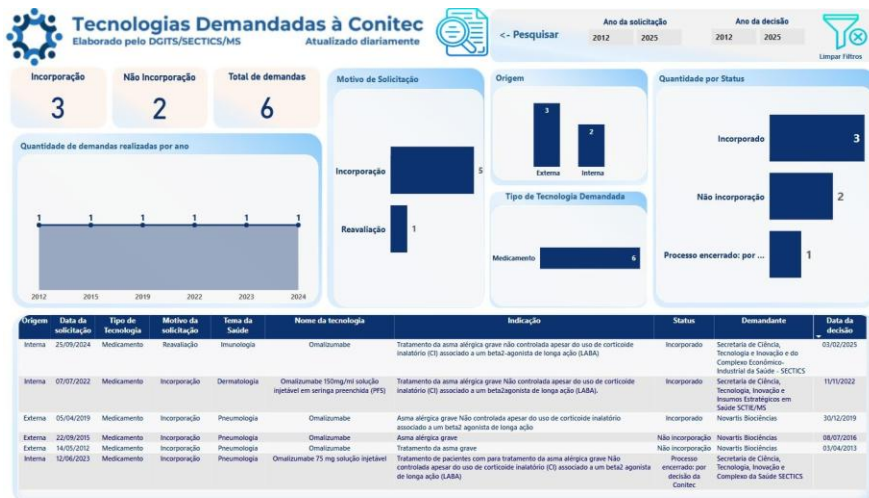 Tecnologias Demandadas à Conitec
Elaborado pelo DGITS/SECTICS/MS Atualizado diariamente
<- Pesquisar
Ano da solicitação
2012 2025
Ano da decisão
2012 2025
Limpar Filtros
Incorporação
3
Não Incorporação
2
Total de demandas
6
Quantidade de demandas realizadas por ano
1 1 1 1 1 1
2012 2015 2019 2022 2023 2024
Motivo de Solicitação
Incorporação 5
Reavaliação 1
Origem
3 2
Externa Interna
Tipo de Tecnologia Demandada
Medicamento 6
Quantidade por Status
Incorporado 3
Não incorporação 2
Processo encerrado: por ... 1
Origem Data da solicitação Tipo de Tecnologia Motivo da solicitação Tema da Saúde Nome da tecnologia Indicação Status Demandante Data da decisão
Interna 25/09/2024 Medicamento Reavaliação Imunologia Omalizumabe Tratamento da asma alérgica grave não controlada apesar do uso de corticoide Incorporado Secretaria de Ciência, 03/02/2025
inalatório (CI) associado a um beta2-agonista de longa ação (LABA) Tecnologia e Inovação e do
Complexo Econômico-
Industrial da Saúde - SECTICS
Interna 07/07/2022 Medicamento Incorporação Dermatologia Omalizumabe 150mg/ml solução Tratamento da asma alérgica grave Não controlada apesar do uso de corticoide Incorporado Secretaria de Ciência, 11/11/2022
injetável em seringa preenchida (PFS) inalatório (CI) associado a um beta2agonista de longa ação (LABA). Tecnologia, Inovação e
Insumos Estratégicos em
Saúde SCTIE/MS
Externa 05/04/2019 Medicamento Incorporação Pneumologia Omalizumabe Asma alérgica grave Não controlada apesar do uso de corticoide inalatório Incorporado Novartis Biociências 30/12/2019
associado a um beta2 agonista de longa ação
Externa 22/09/2015 Medicamento Incorporação Pneumologia Omalizumabe Asma alérgica grave Não incorporação Novartis Biociências 08/07/2016
Externa 14/05/2012 Medicamento Incorporação Pneumologia Omalizumabe Tratamento da asma grave Não incorporação Novartis Biociências 03/04/2013
Interna 12/06/2023 Medicamento Incorporação Pneumologia Omalizumabe 75 mg solução injetável Tratamento de pacientes com para tratamento da asma alérgica grave Não Processo Secretaria de Ciência,
controlada apesar do uso de corticoide inalatório (CI) associado a um beta2 agonista encerrado: por Tecnologia, Inovação e
de longa ação (LABA) decisão da Complexo da Saúde SECTICS
Conitec